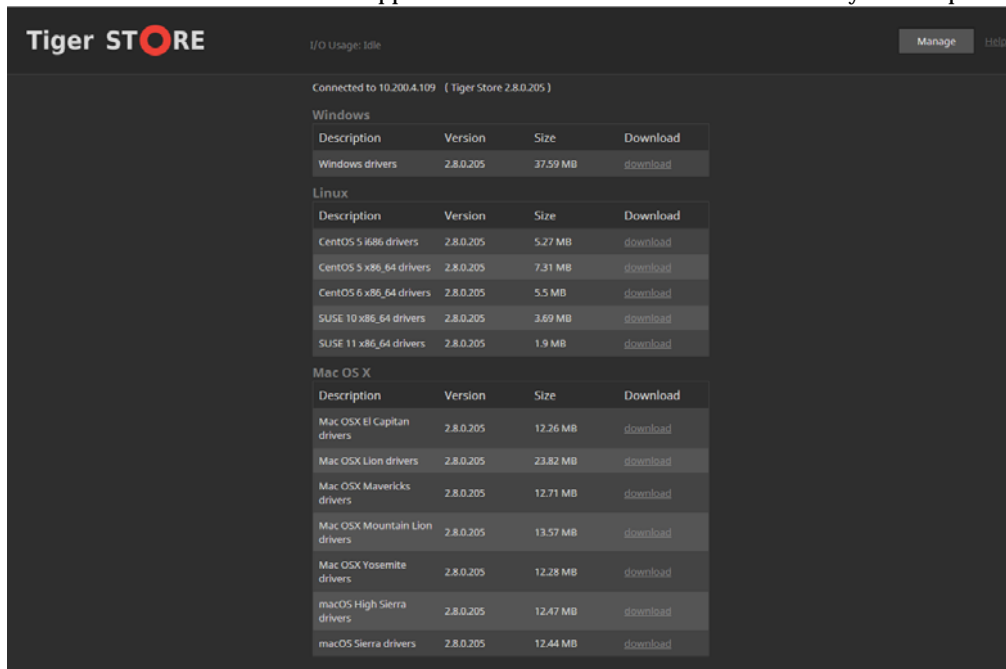 Tiger STORE
I/O Usage: Idle
Manage
Help
Connected to 10.200.4.109 ( Tiger Store 2.8.0.205 )
Windows
Description Version Size Download
Windows drivers 2.8.0.205 37.59 MB download
Linux
Description Version Size Download
CentOS 5 i686 drivers 2.8.0.205 5.27 MB download
CentOS 5 x86_64 drivers 2.8.0.205 7.31 MB download
CentOS 6 x86_64 drivers 2.8.0.205 5.5 MB download
SUSE 10 x86_64 drivers 2.8.0.205 3.69 MB download
SUSE 11 x86_64 drivers 2.8.0.205 1.9 MB download
Mac OS X
Description Version Size Download
Mac OSX El Capitan
drivers 2.8.0.205 12.26 MB download
Mac OSX Lion drivers 2.8.0.205 23.82 MB download
Mac OSX Mavericks
drivers 2.8.0.205 12.71 MB download
Mac OSX Mountain Lion
drivers 2.8.0.205 13.57 MB download
Mac OSX Yosemite
drivers 2.8.0.205 12.28 MB download
macOS High Sierra
drivers 2.8.0.205 12.47 MB download
macOS Sierra drivers 2.8.0.205 12.44 MB download